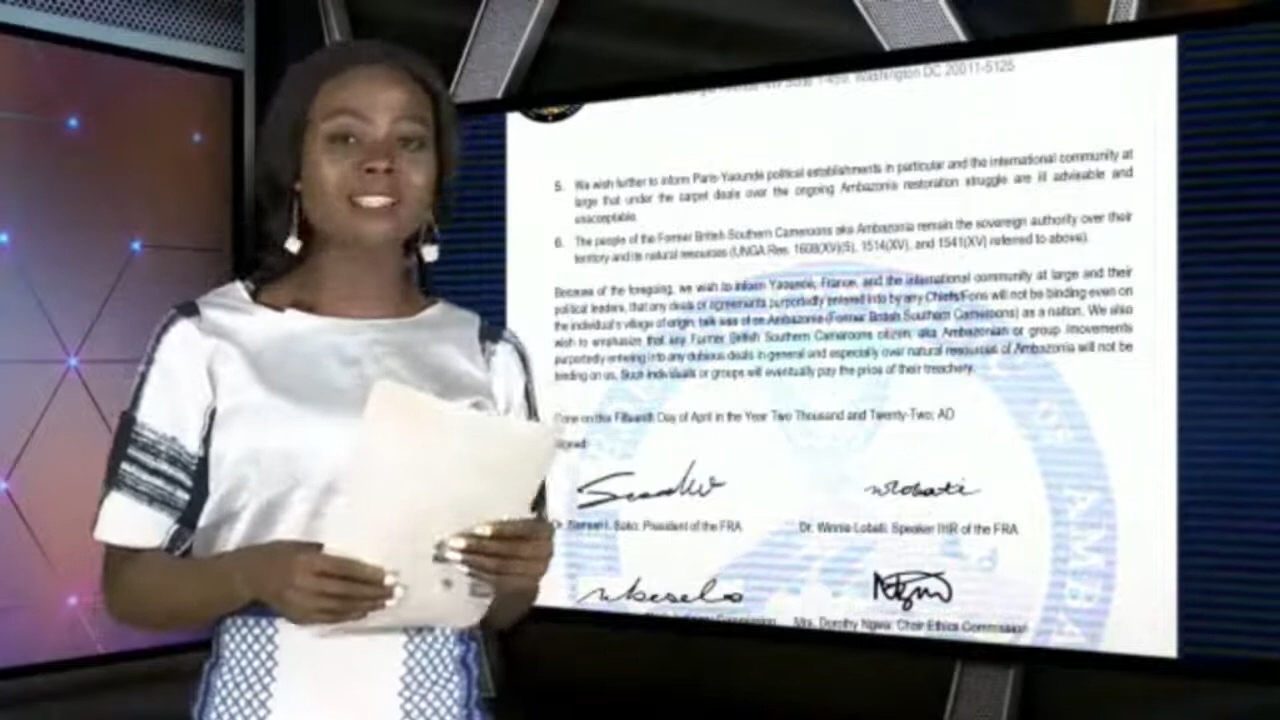 Washington DC 20011-5125
5. We wish further to inform Paris-Yaoundé political establishments in particular and the international community at
large that under the carpet deals over the ongoing Ambazonia restoration struggle are ill advisable and
unacceptable.
6. The people of the Former British Southern Cameroons aka Ambazonia remain the sovereign authority over their
territory and its natural resources (UNGA Res. 1608(XV)(5), 1514(XV), and 1541(XV) referred to above).
Because of the foregoing, we wish to inform Yaounde, France, and the international community at large and their
political leaders, that any deals or agreements purportedly entered into by any Chiefs/Fons will not be binding even on
the individual's village of origin, talk less of on Ambazonia (Former British Southern Cameroons) as a nation. We also
wish to emphasize that any Former British Southern Cameroons citizen, aka Ambazonian or group /movements
purportedly entering into any dubious deals in general and especially over natural resources of Ambazonia will not be
binding on us. Such individuals or groups will eventually pay the price of their treachery.
Done on this Fifteenth Day of April in the Year Two Thousand and Twenty-Two; AD
Signed:
Dr. Samuel I. Sako: President of the FRA Dr. Winnie Lobati: Speaker of the FRA
Mrs. Dorothy Ngwa: Chair Ethics Commission
AMBA